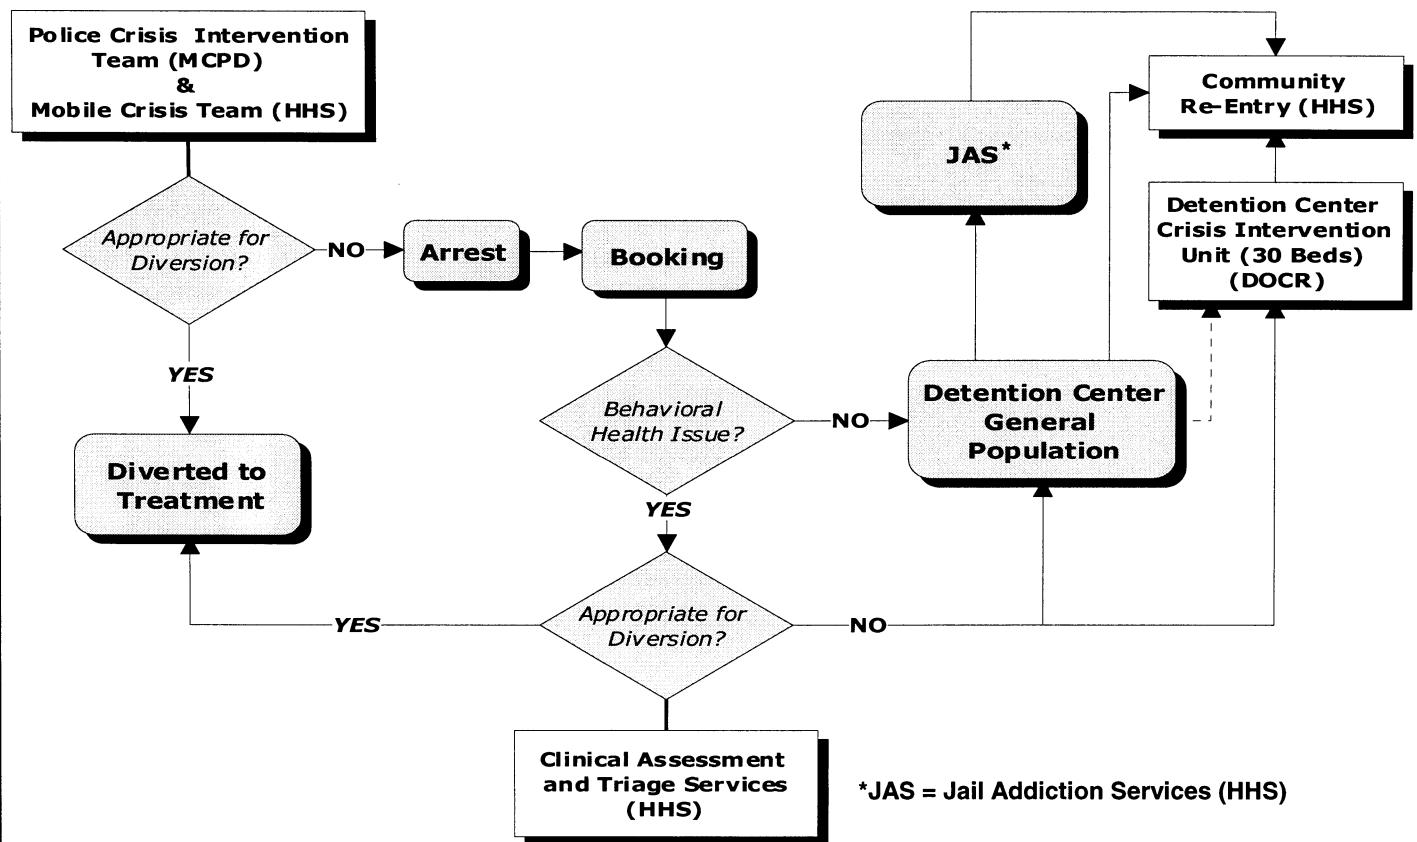 Police Crisis Intervention
Team (MCPD)
&
Mobile Crisis Team (HHS)
Appropriate for
Diversion?
NO
Arrest
Booking
YES
Diverted to
Treatment
Behavioral
Health Issue?
NO
YES
Appropriate for
Diversion?
YES
NO
Clinical Assessment
and Triage Services
(HHS)
Detention Center
General
Population
JAS*
Community
Re-Entry (HHS)
Detention Center
Crisis Intervention
Unit (30 Beds)
(DOCR)
*JAS = Jail Addiction Services (HHS)